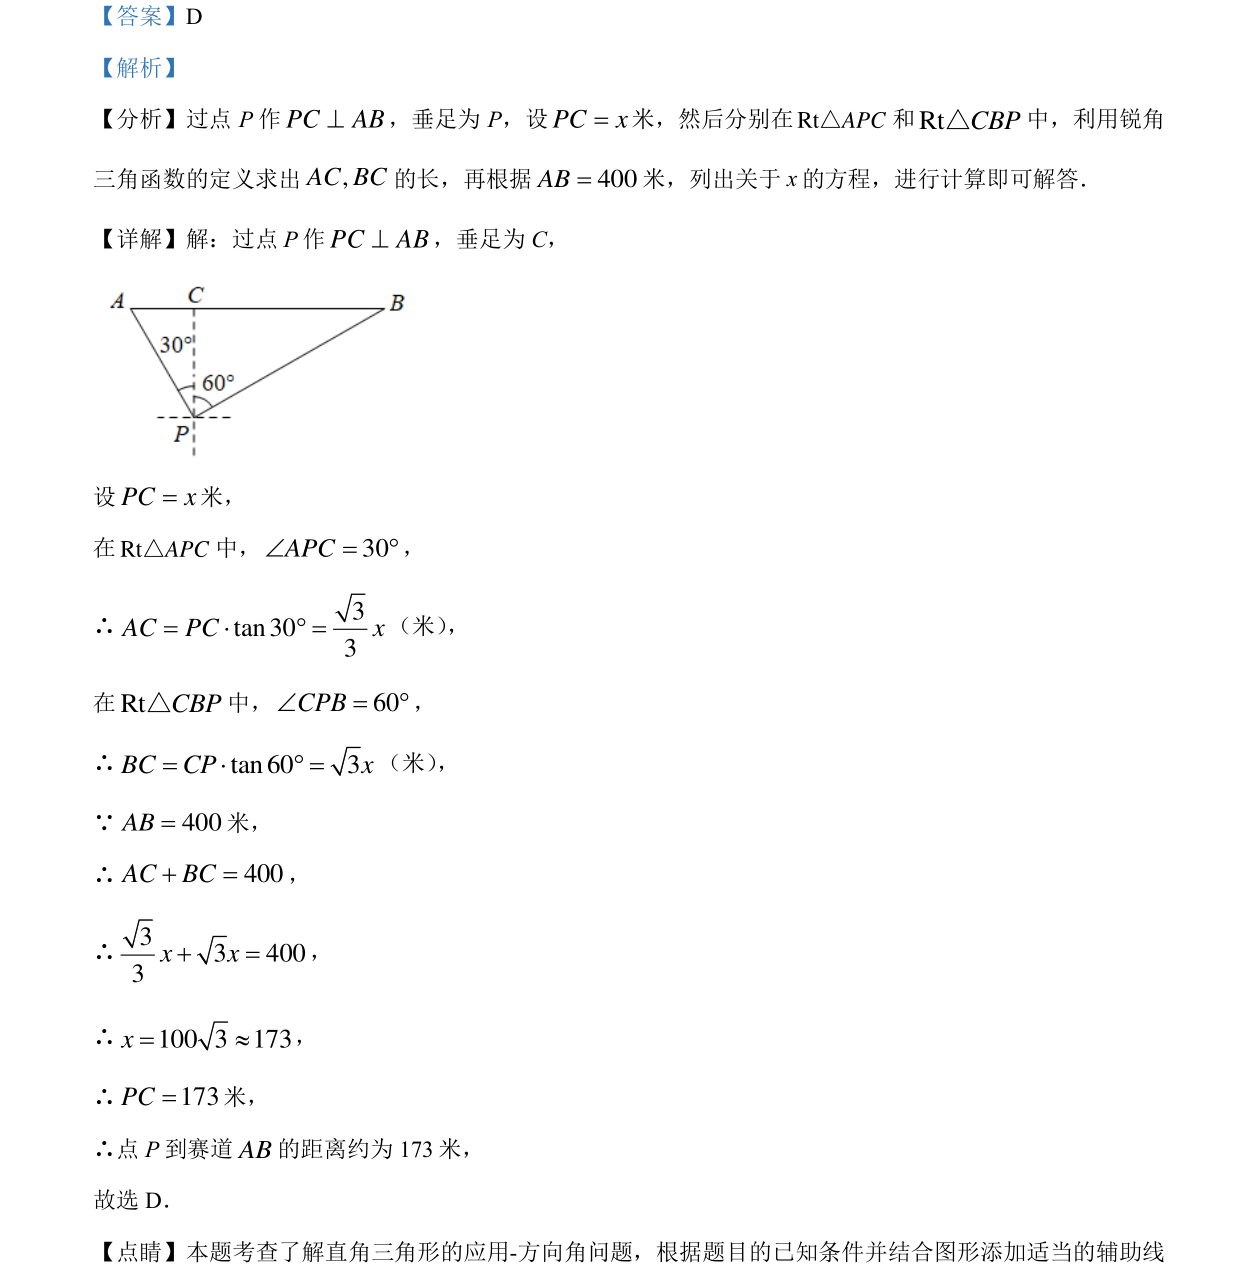 【答案】D
【解析】
【分析】过点 P 作 PC ⊥ AB，垂足为 P，设 PC = x 米，然后分别在 Rt△APC 和 Rt△CBP 中，利用锐角
三角函数的定义求出 AC, BC 的长，再根据 AB = 400 米，列出关于 x 的方程，进行计算即可解答．
【详解】解：过点 P 作 PC ⊥ AB，垂足为 C，
A C B
30°
60°
P
设 PC = x 米，
在 Rt△APC 中，∠APC = 30°，
∴ AC = PC · tan 30° = √3/3 x（米），
在 Rt△CBP 中，∠CPB = 60°，
∴ BC = CP · tan 60° = √3x（米），
∵ AB = 400 米，
∴ AC + BC = 400，
∴ √3/3 x + √3x = 400，
∴ x = 100√3 ≈ 173，
∴ PC = 173 米，
∴点 P 到赛道 AB 的距离约为 173 米，
故选 D．
【点睛】本题考查了解直角三角形的应用-方向角问题，根据题目的已知条件并结合图形添加适当的辅助线